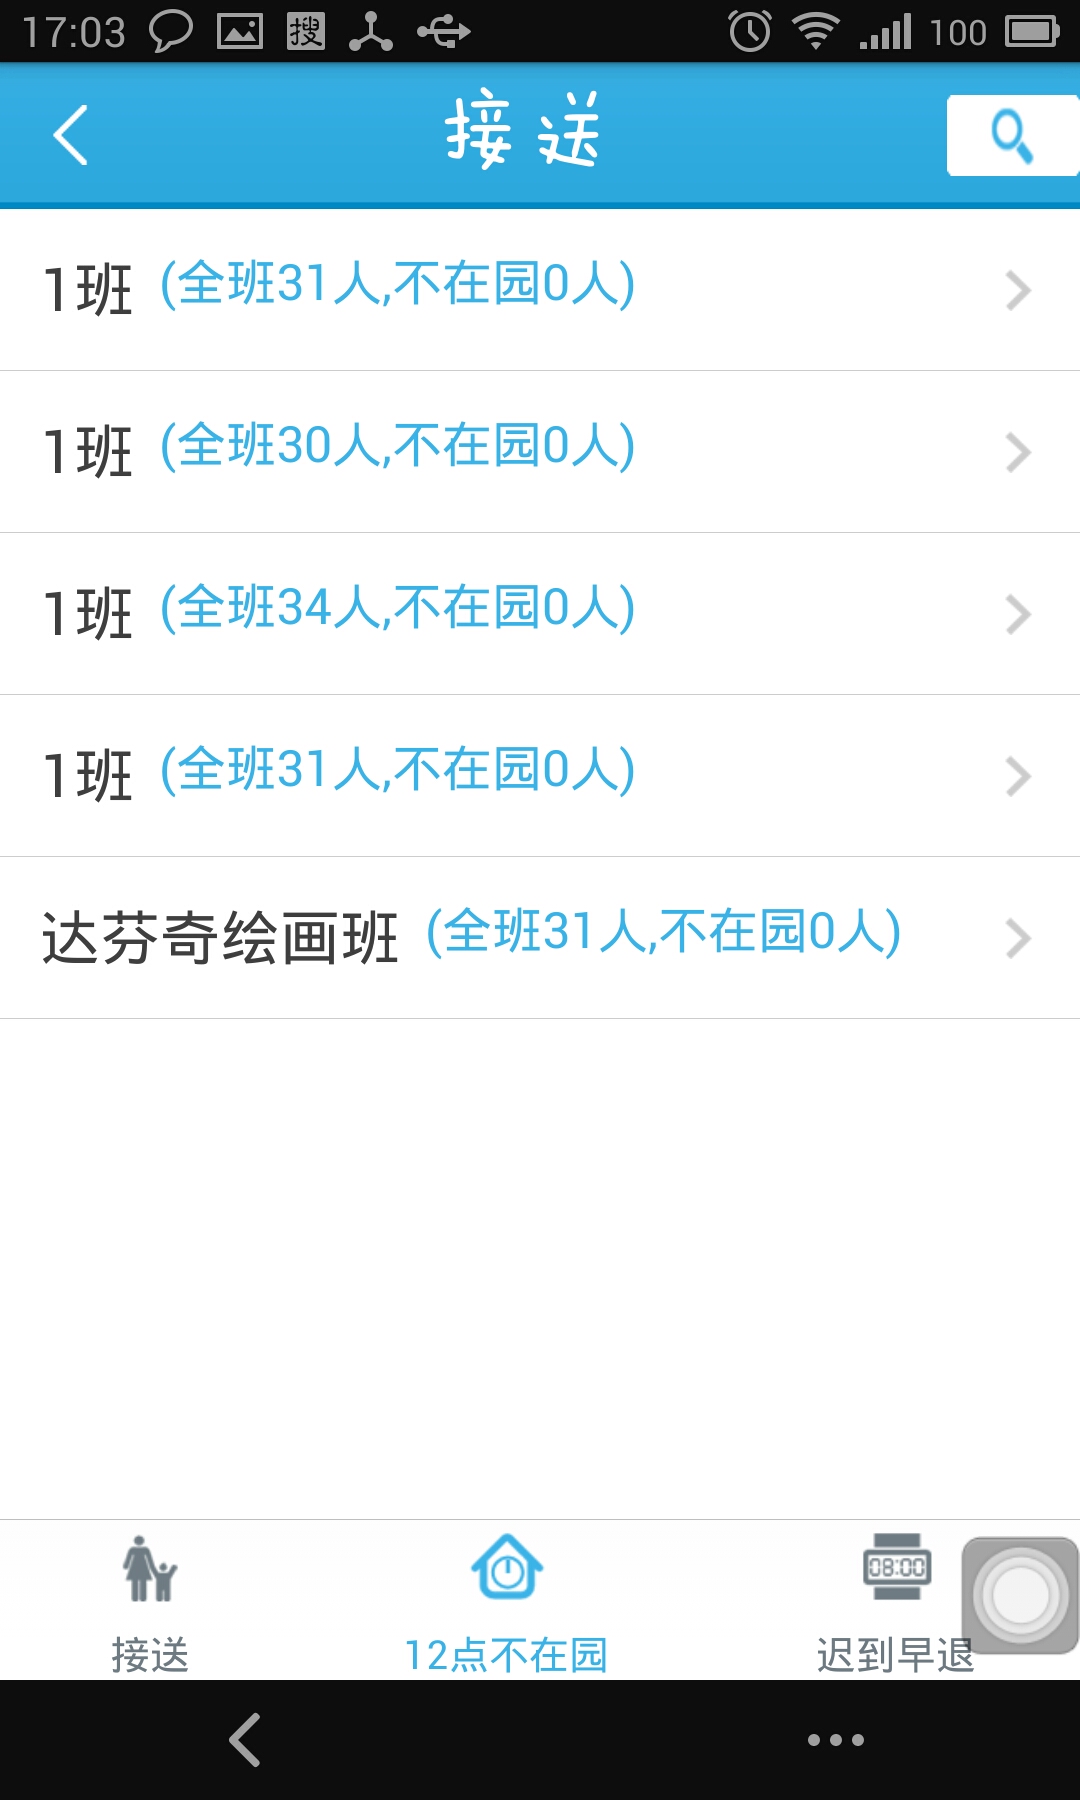 17:03 搜 100
接送
1班 (全班31人,不在园0人)
1班 (全班30人,不在园0人)
1班 (全班34人,不在园0人)
1班 (全班31人,不在园0人)
达芬奇绘画班 (全班31人,不在园0人)
08:00
接送 12点不在园 迟到早退